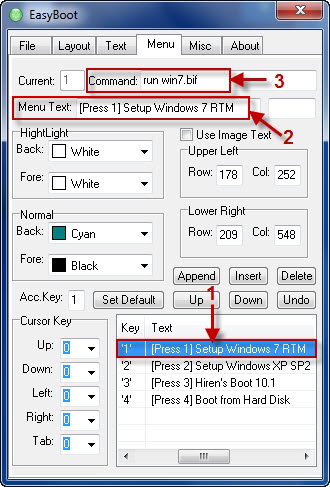 EasyBoot
File Layout Text Menu Misc About
Current: 1 Command: run win7.bif 3
Menu Text: [Press 1] Setup Windows 7 RTM
2
HightLight Use Image Text
Back: White Upper Left
Row: 178 Col: 252
Fore: White
Normal Lower Right
Back: Cyan Row: 209 Col: 548
Fore: Black
Append Insert Delete
1
Acc.Key: 1 Set Default Up Down Undo
Cursor Key Key Text
Up: 0 '1' [Press 1] Setup Windows 7 RTM
Down: 0 '2' [Press 2] Setup Windows XP SP2
Left: 0 '3' [Press 3] Hiren's Boot 10.1
Right: 0 '4' [Press 4] Boot from Hard Disk
Tab: 0